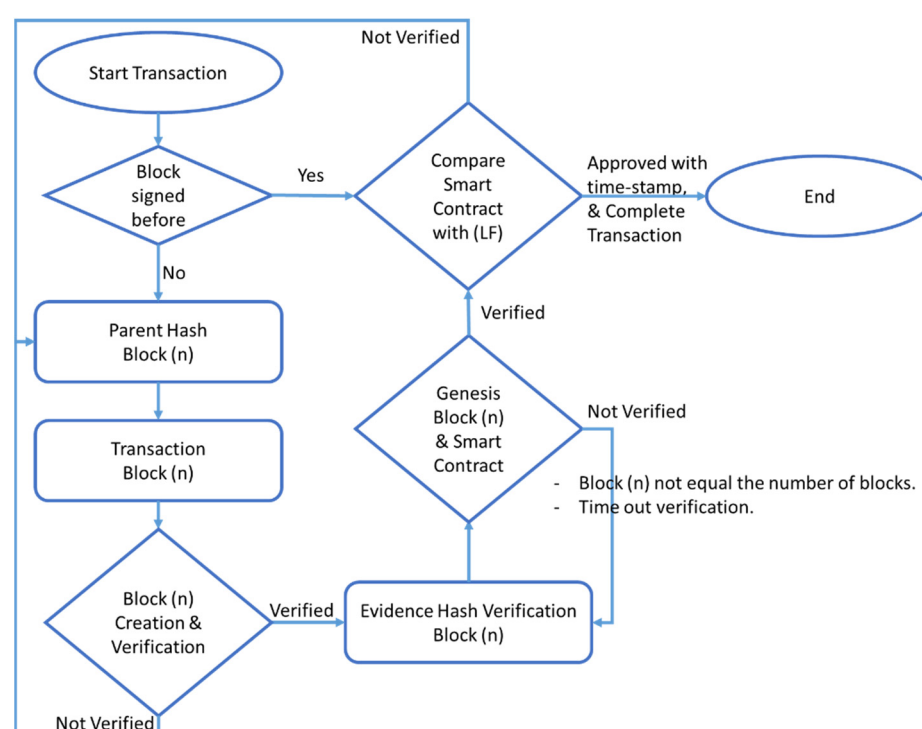 Not Verified
Start Transaction
Block
signed
before
Yes
Compare
Smart
Contract
with (LF)
Approved with
time-stamp,
& Complete
Transaction
End
No
Parent Hash
Block (n)
Verified
Transaction
Block (n)
Genesis
Block (n)
& Smart
Contract
Not Verified
- Block (n) not equal the number of blocks.
- Time out verification.
Block (n)
Creation &
Verification
Verified
Evidence Hash Verification
Block (n)
Not Verified